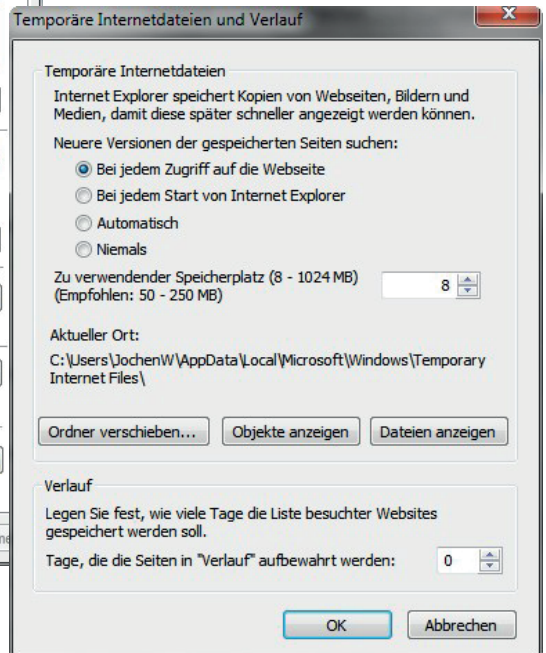 Temporäre Internetdateien und Verlauf
Temporäre Internetdateien
Internet Explorer speichert Kopien von Webseiten, Bildern und
Medien, damit diese später schneller angezeigt werden können.
Neuere Versionen der gespeicherten Seiten suchen:
Bei jedem Zugriff auf die Webseite
Bei jedem Start von Internet Explorer
Automatisch
Niemals
Zu verwendender Speicherplatz (8 - 1024 MB)
(Empfohlen: 50 - 250 MB)
8
Aktueller Ort:
C:\Users\JochenW\AppData\Local\Microsoft\Windows\Temporary
Internet Files\
Ordner verschieben... Objekte anzeigen Dateien anzeigen
Verlauf
Legen Sie fest, wie viele Tage die Liste besuchter Websites
gespeichert werden soll.
Tage, die die Seiten in "Verlauf" aufbewahrt werden: 0
OK Abbrechen